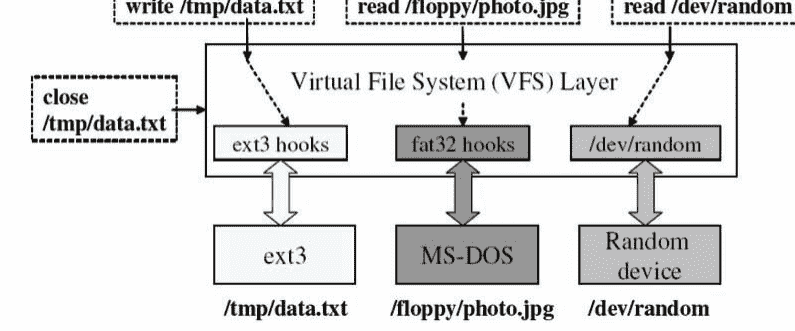 write /tmp/data.txt
read /floppy/photo.jpg
read /dev/random
Virtual File System (VFS) Layer
close
/tmp/data.txt
ext3 hooks
fat32 hooks
/dev/random
ext3
MS-DOS
Random
device
/tmp/data.txt
/floppy/photo.jpg
/dev/random